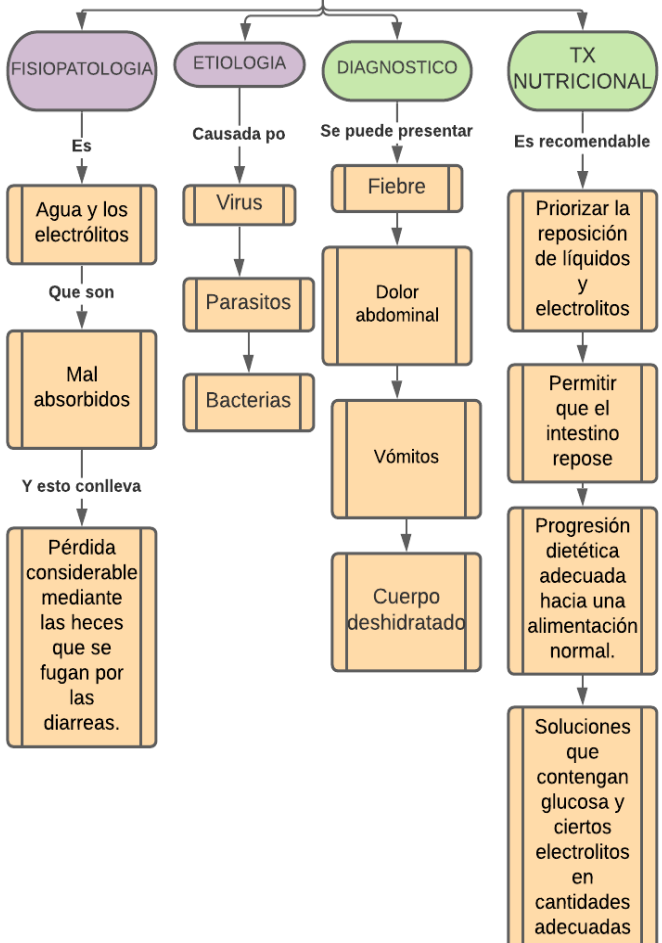 FISIOPATOLOGIA
Es
Agua y los
electrólitos
Que son
Mal
absorbidos
Y esto conlleva
Pérdida
considerable
mediante
las heces
que se
fugan por
las
diarreas.
ETIOLOGIA
Causada po
Virus
Parasitos
Bacterias
DIAGNOSTICO
Se puede presentar
Fiebre
Dolor
abdominal
Vómitos
Cuerpo
deshidratado
TX
NUTRICIONAL
Es recomendable
Priorizar la
reposición
de líquidos
y
electrolitos
Permitir
que el
intestino
repose
Progresión
dietética
adecuada
hacia una
alimentación
normal.
Soluciones
que
contengan
glucosa y
ciertos
electrolitos
en
cantidades
adecuadas